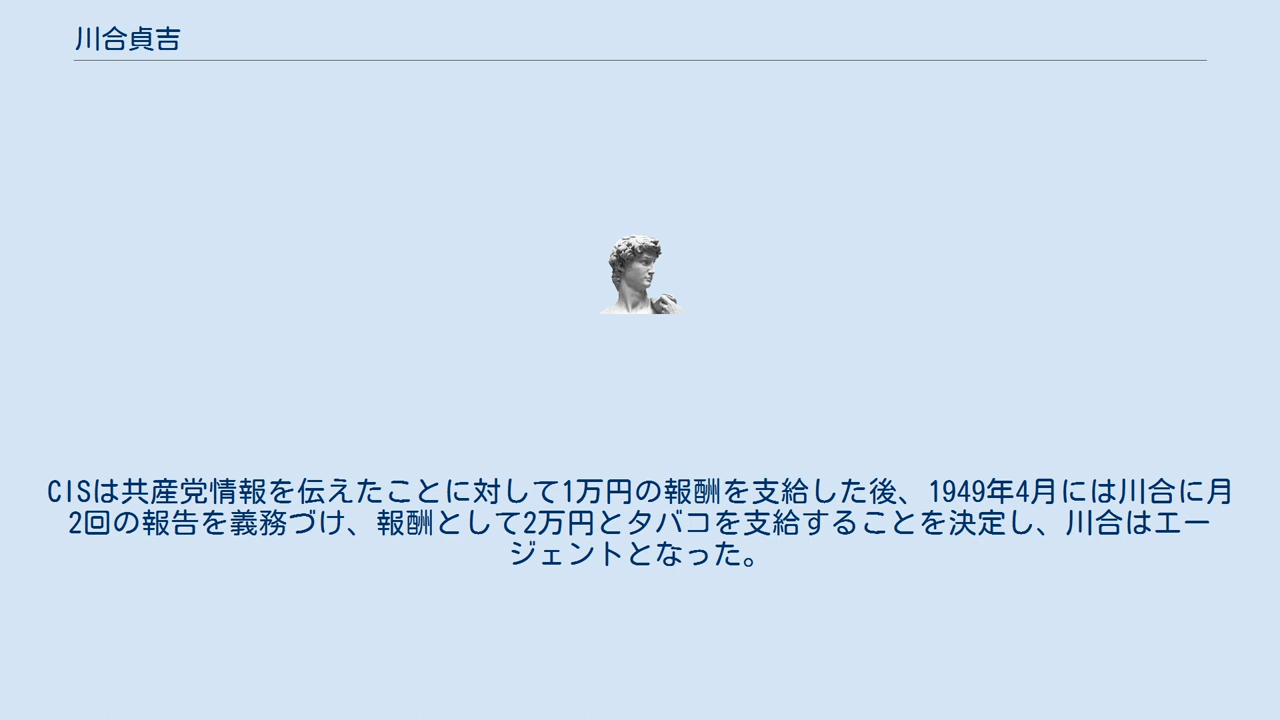 川合貞吉
CISは共産党情報を伝えたことに対して1万円の報酬を支給した後、1949年4月には川合に月
2回の報告を義務づけ、報酬として2万円とタバコを支給することを決定し、川合はエー
ジェントとなった。